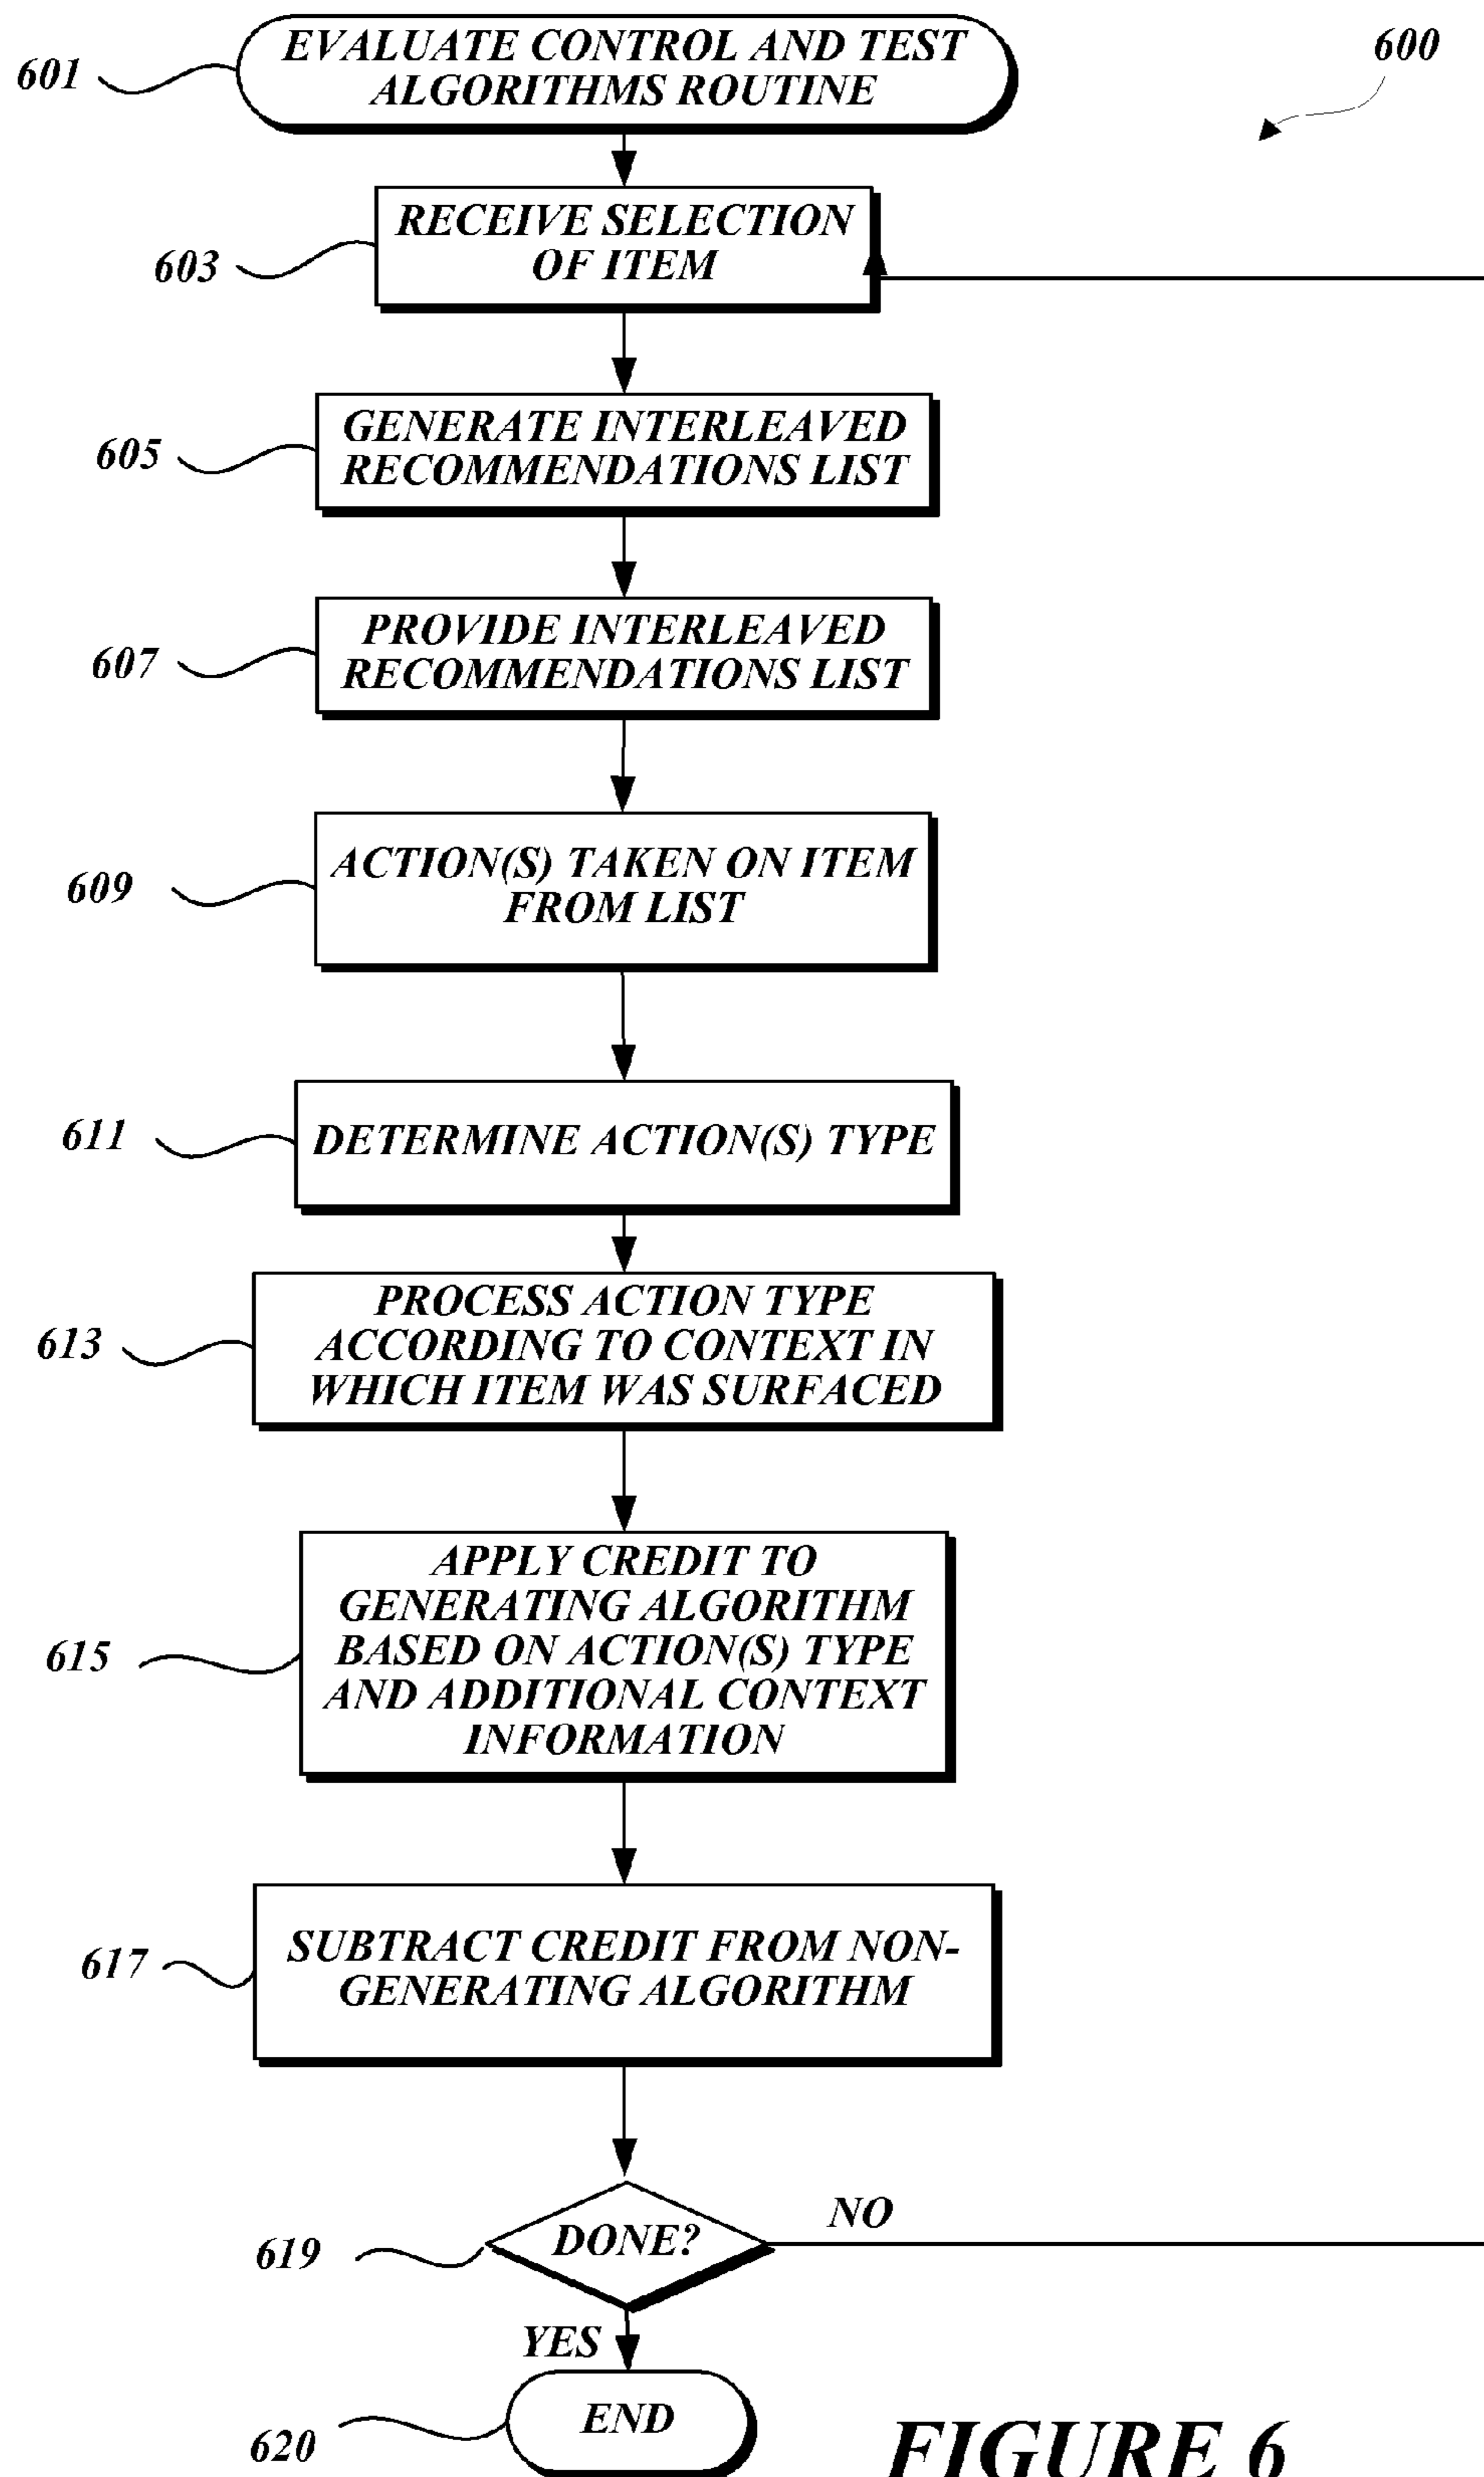 601
EVALUATE CONTROL AND TEST
ALGORITHMS ROUTINE
600
603
RECEIVE SELECTION
OF ITEM
605
GENERATE INTERLEAVED
RECOMMENDATIONS LIST
607
PROVIDE INTERLEAVED
RECOMMENDATIONS LIST
609
ACTION(S) TAKEN ON ITEM
FROM LIST
611
DETERMINE ACTION(S) TYPE
613
PROCESS ACTION TYPE
ACCORDING TO CONTEXT IN
WHICH ITEM WAS SURFACED
615
APPLY CREDIT TO
GENERATING ALGORITHM
BASED ON ACTION(S) TYPE
AND ADDITIONAL CONTEXT
INFORMATION
617
SUBTRACT CREDIT FROM NON-
GENERATING ALGORITHM
619
DONE?
NO
YES
620
END
FIGURE 6